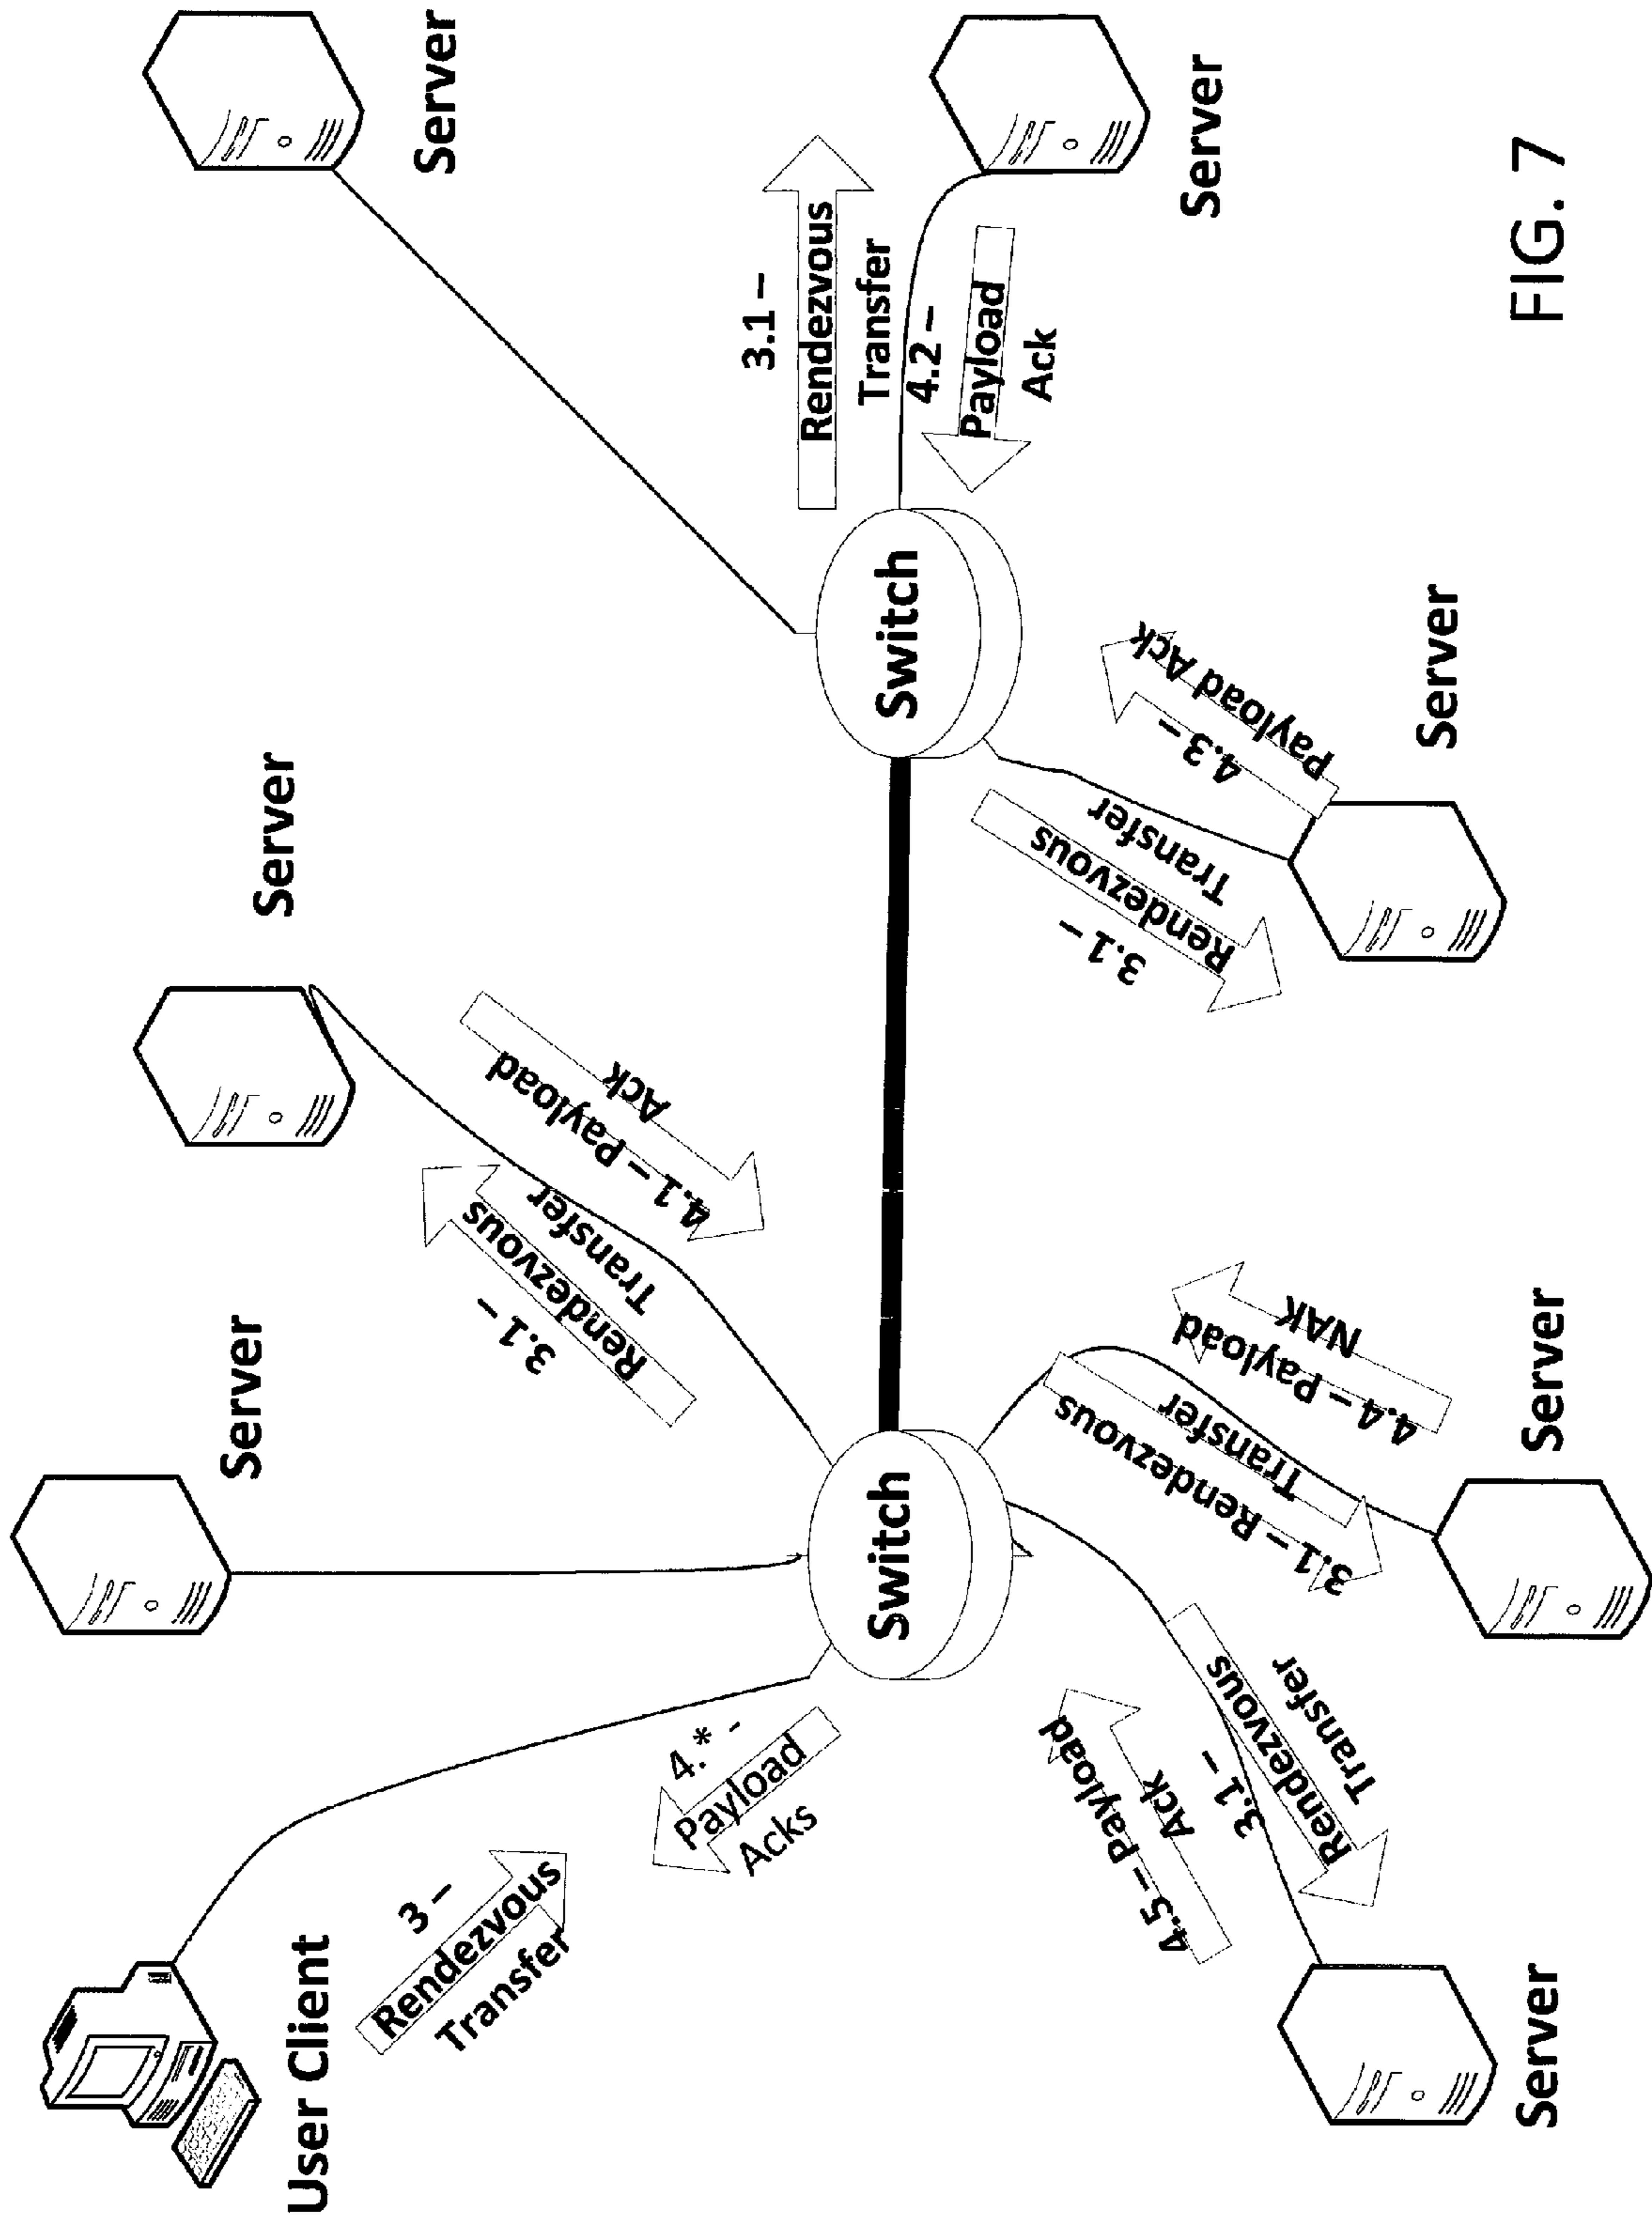 Server
Server
Server
Server
User Client
3 –
Rendezvous
Transfer
4.* -
Payload
Acks
3.1 –
Rendezvous
Transfer
4.1 – Payload
Ack
3.1 –
Rendezvous
Transfer
4.2 –
Payload
Ack
Switch
Switch
4.5 – Payload
Ack
3.1 –
Rendezvous
Transfer
3.1 – Rendezvous
Transfer
4.4 – Payload
NAK
3.1 –
Rendezvous
Transfer
4.3 –
Payload Ack
Server
Server
Server
Server
FIG. 7